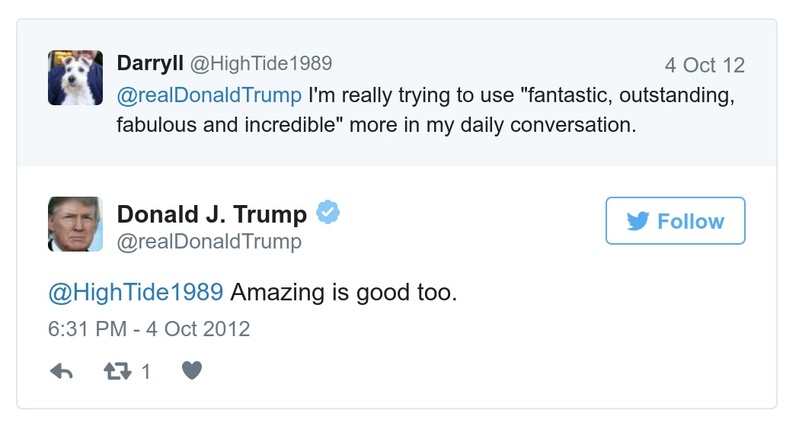 Darryll @HighTide1989 4 Oct 12
@realDonaldTrump I'm really trying to use "fantastic, outstanding,
fabulous and incredible" more in my daily conversation.
Donald J. Trump
@realDonaldTrump
Follow
@HighTide1989 Amazing is good too.
6:31 PM - 4 Oct 2012
1